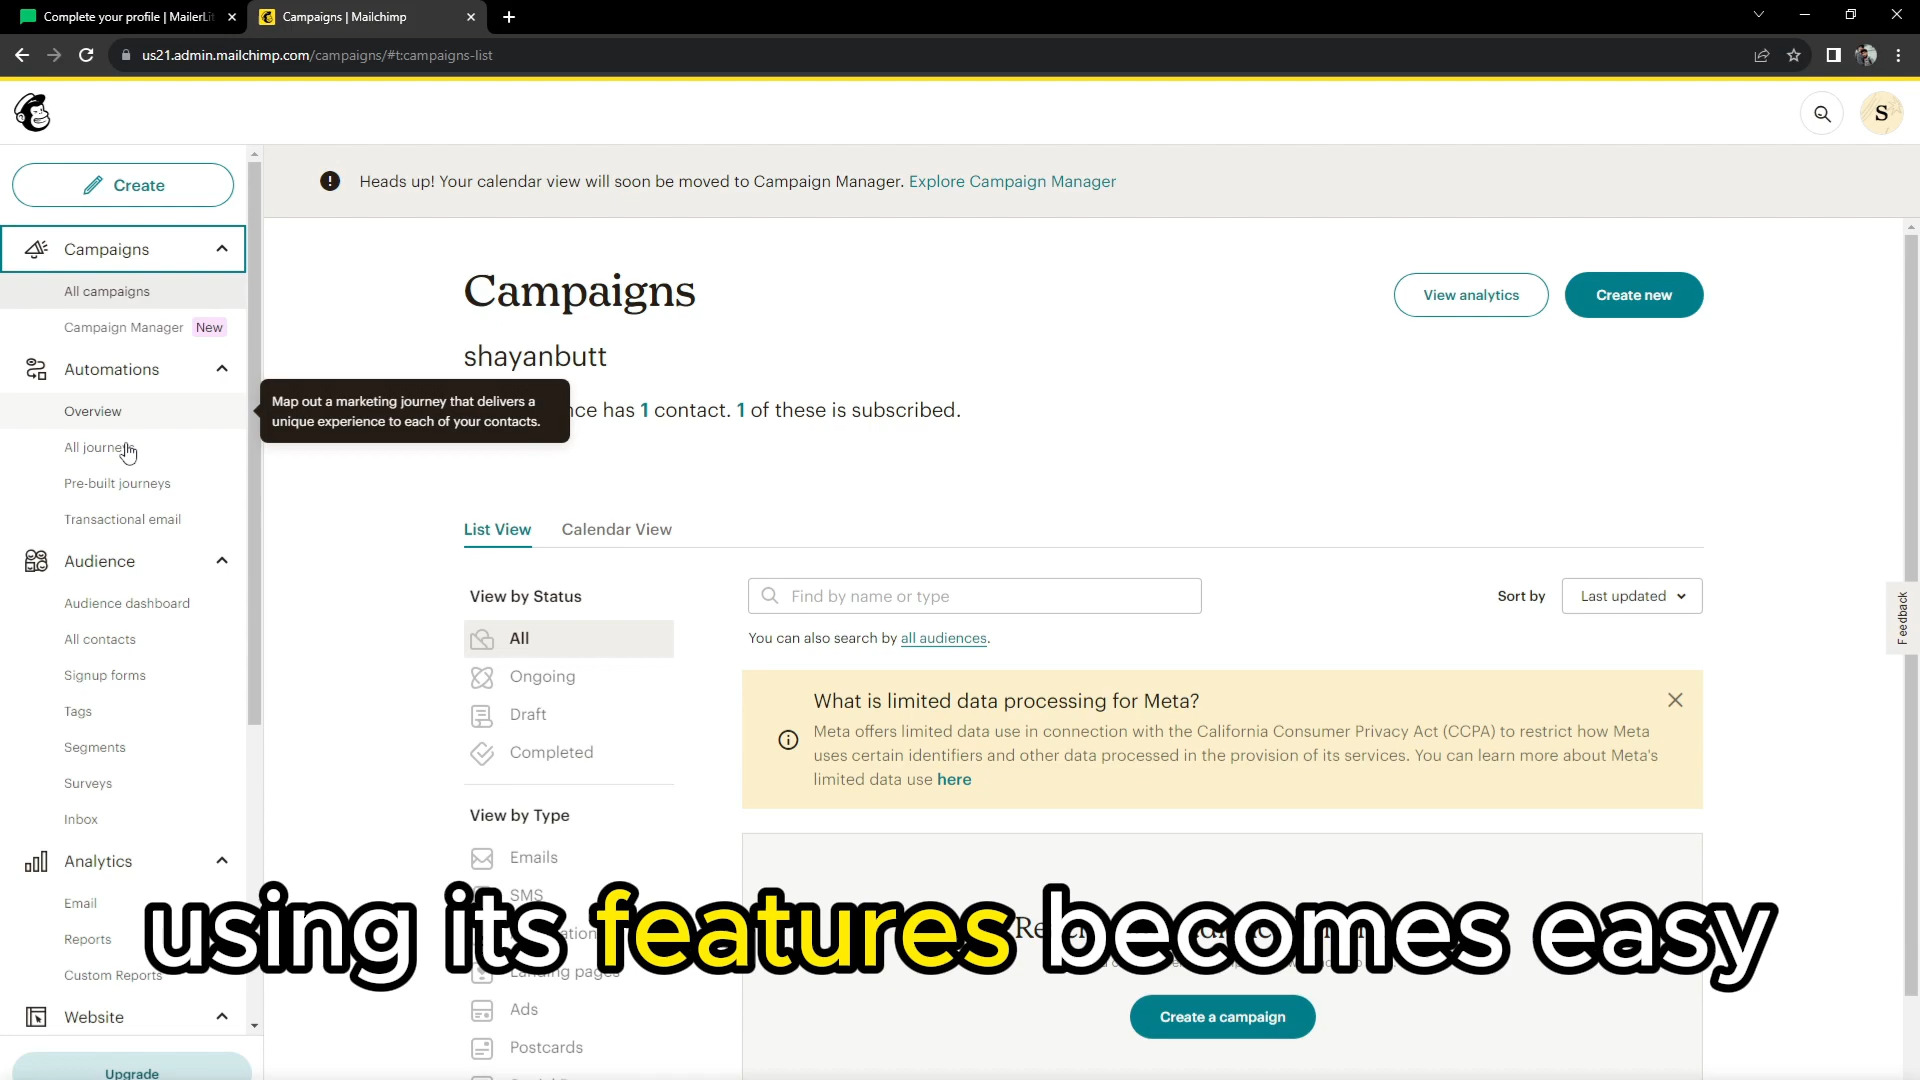 Complete your profile | MailerLit
Campaigns | Mailchimp
us21.admin.mailchimp.com/campaigns/#t:campaigns-list
S
Create
Heads up! Your calendar view will soon be moved to Campaign Manager. Explore Campaign Manager
Campaigns
All campaigns
Campaign Manager New
Automations
Overview
All journeys
Pre-built journeys
Transactional email
Audience
Audience dashboard
All contacts
Signup forms
Tags
Segments
Surveys
Inbox
Analytics
Email
Reports
Custom Reports
Website
Upgrade
Map out a marketing journey that delivers a
unique experience to each of your contacts.
Campaigns
View analytics
Create new
shayanbutt
has 1 contact. 1 of these is subscribed.
List View
Calendar View
View by Status
All
Ongoing
Draft
Completed
View by Type
Emails
SMS
Landing pages
Ads
Postcards
Find by name or type
Sort by
Last updated
You can also search by all audiences.
What is limited data processing for Meta?
Meta offers limited data use in connection with the California Consumer Privacy Act (CCPA) to restrict how Meta
uses certain identifiers and other data processed in the provision of its services. You can learn more about Meta's
limited data use here
Create a campaign
Feedback
using its features becomes easy